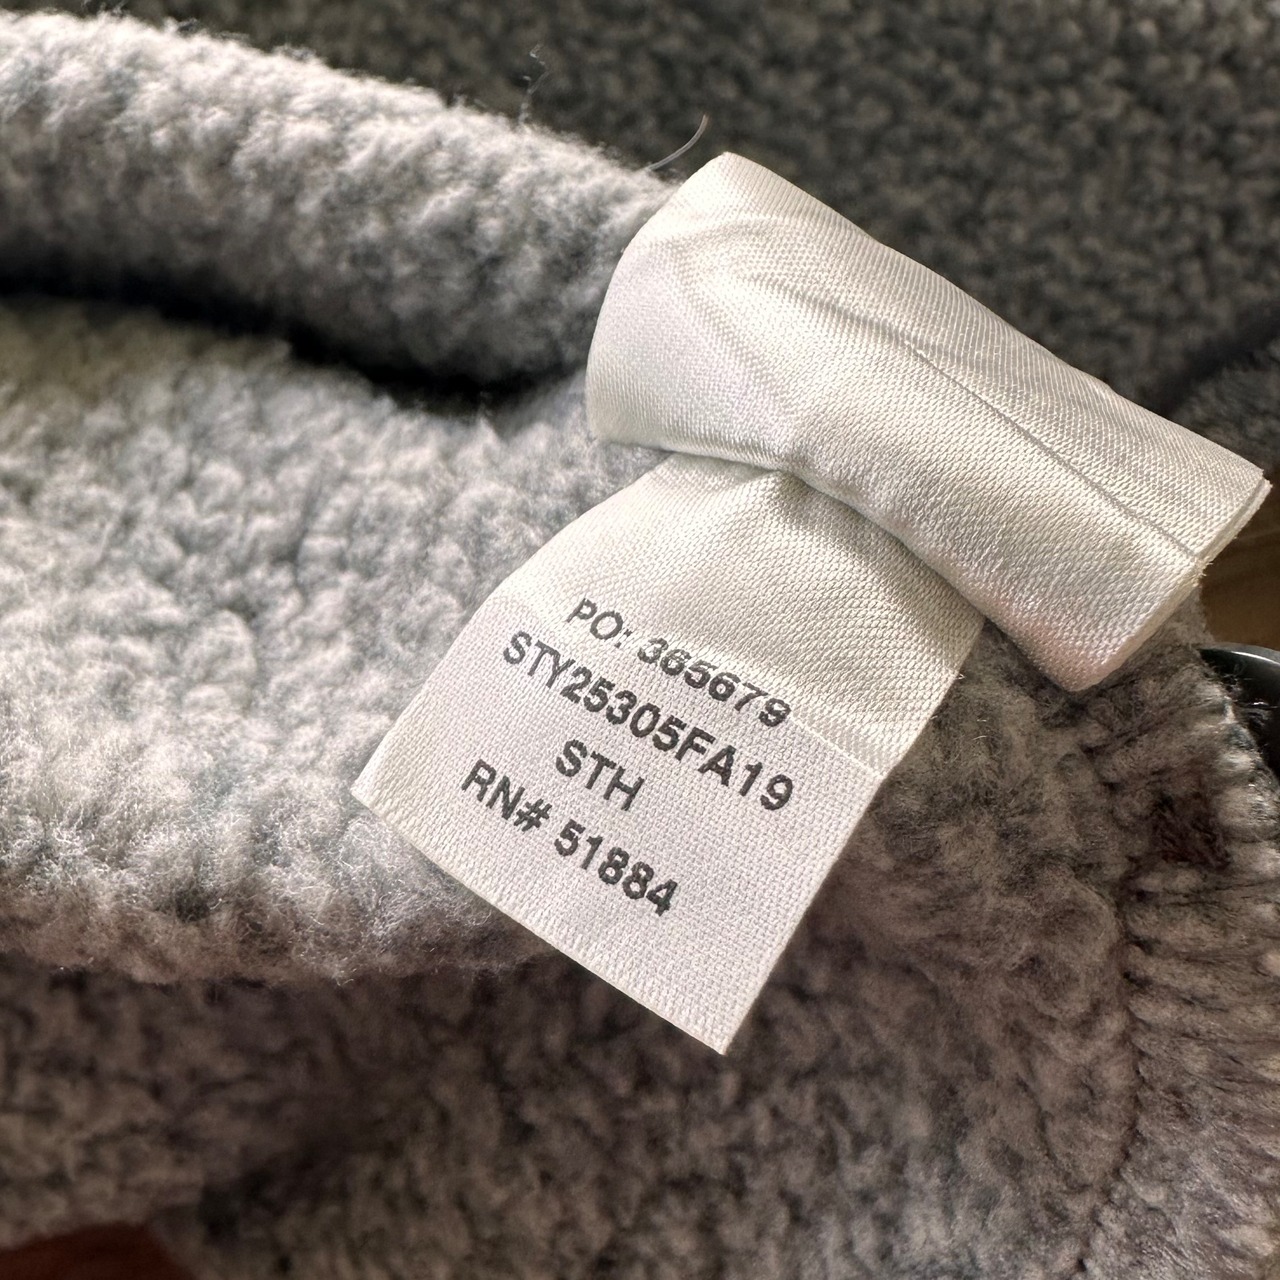 PO: 365679
STY25305FA19
STH
RN# 51884